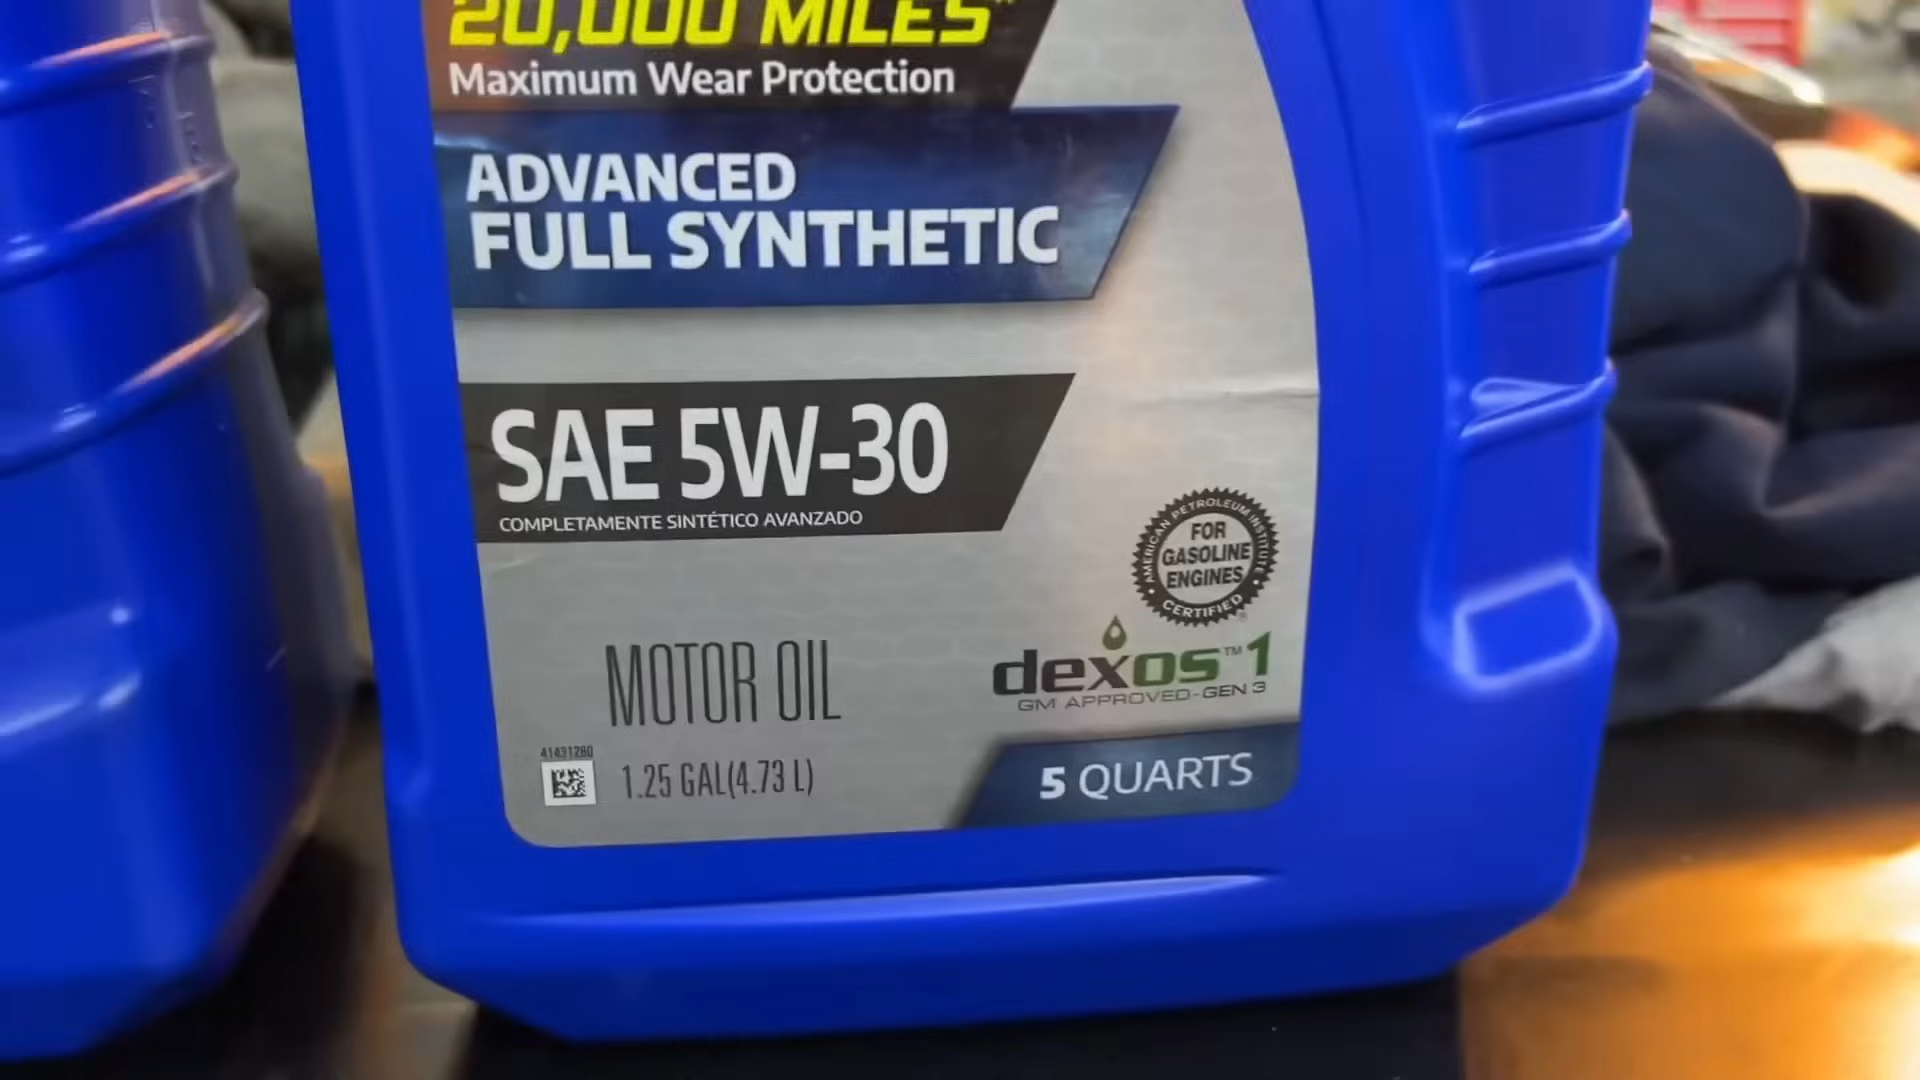 20,000 MILES*
Maximum Wear Protection
ADVANCED
FULL SYNTHETIC
SAE 5W-30
COMPLETAMENTE SINTÉTICO AVANZADO
AMERICAN PETROLEUM INSTITUTE
FOR
GASOLINE
ENGINES
CERTIFIED
MOTOR OIL
dexos™1
GM APPROVED-GEN 3
41431280
1.25 GAL(4.73 L)
5 QUARTS